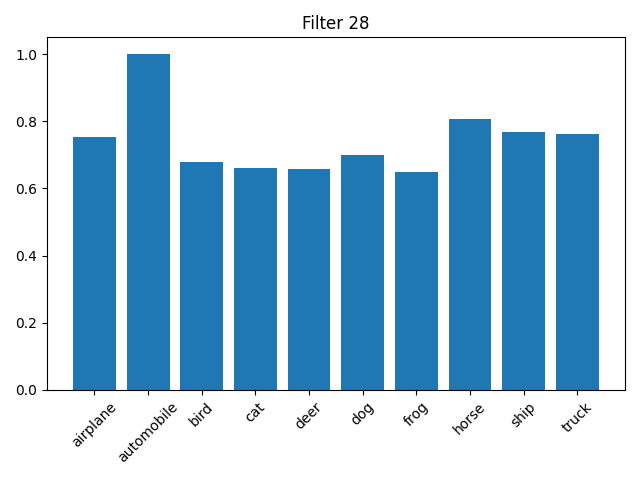 Filter 28
1.0
0.8
0.6
0.4
0.2
0.0
airplane
automobile
bird
cat
deer
dog
frog
horse
ship
truck